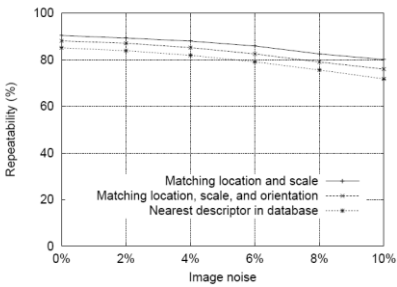 100
80
60
40
20
0
Repeatability (%)
Matching location and scale
Matching location, scale, and orientation
Nearest descriptor in database
0% 2% 4% 6% 8% 10%
Image noise